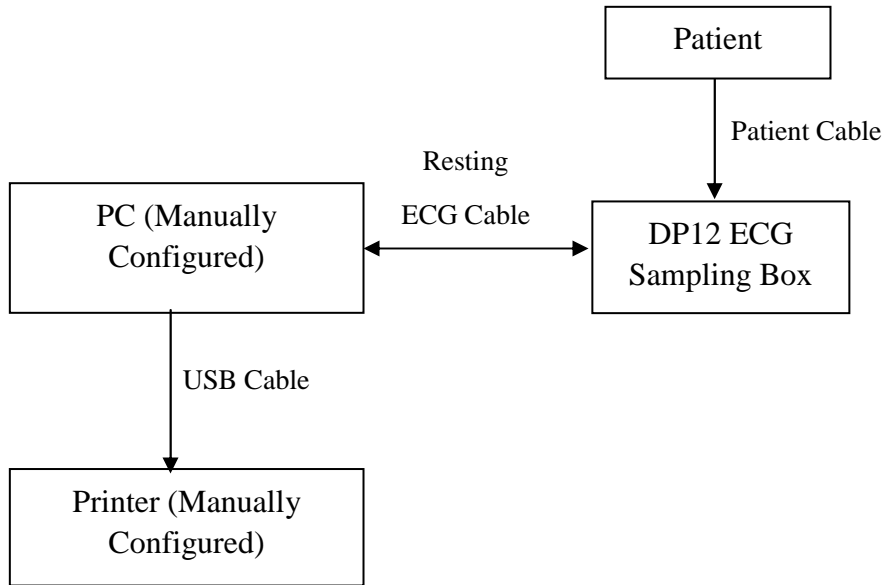 Patient
Patient Cable
Resting
ECG Cable
PC (Manually
Configured)
DP12 ECG
Sampling Box
USB Cable
Printer (Manually
Configured)